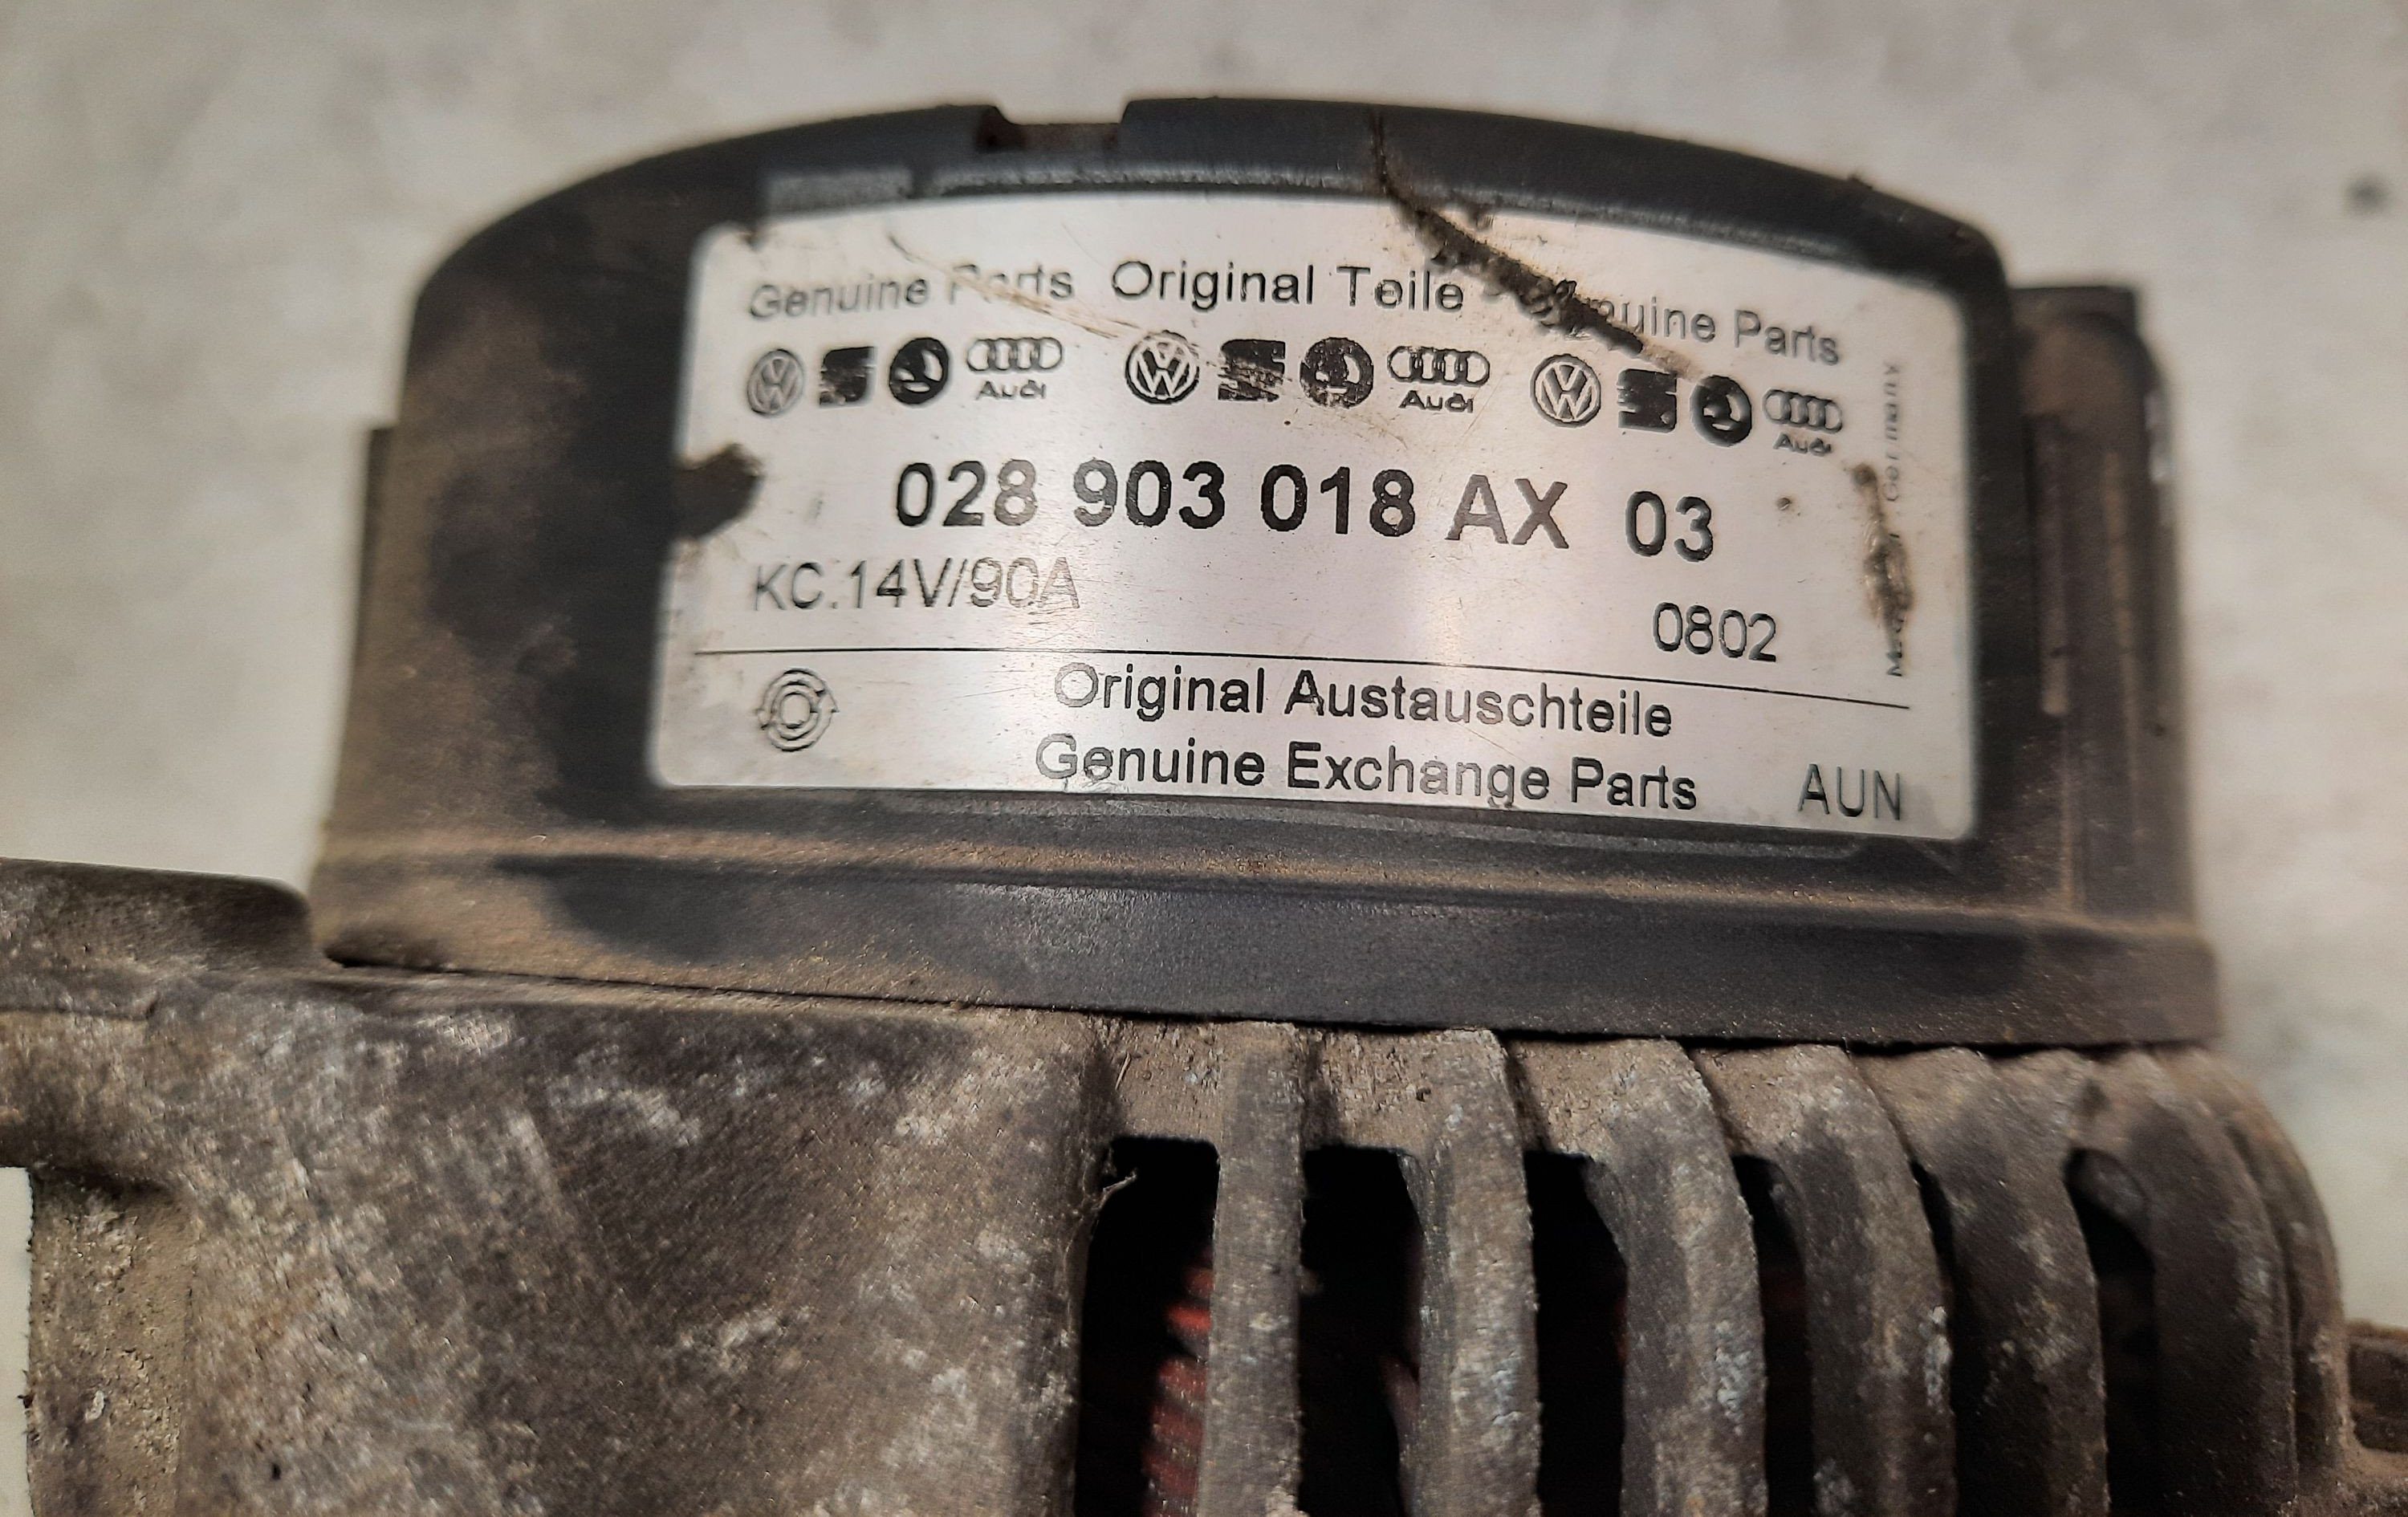 Genuine Parts Original Teile Genuine Parts
Audi Audi Audi
028 903 018 AX 03
KC.14V/90A
0802
Original Austauschteile
Genuine Exchange Parts
AUN
Germany